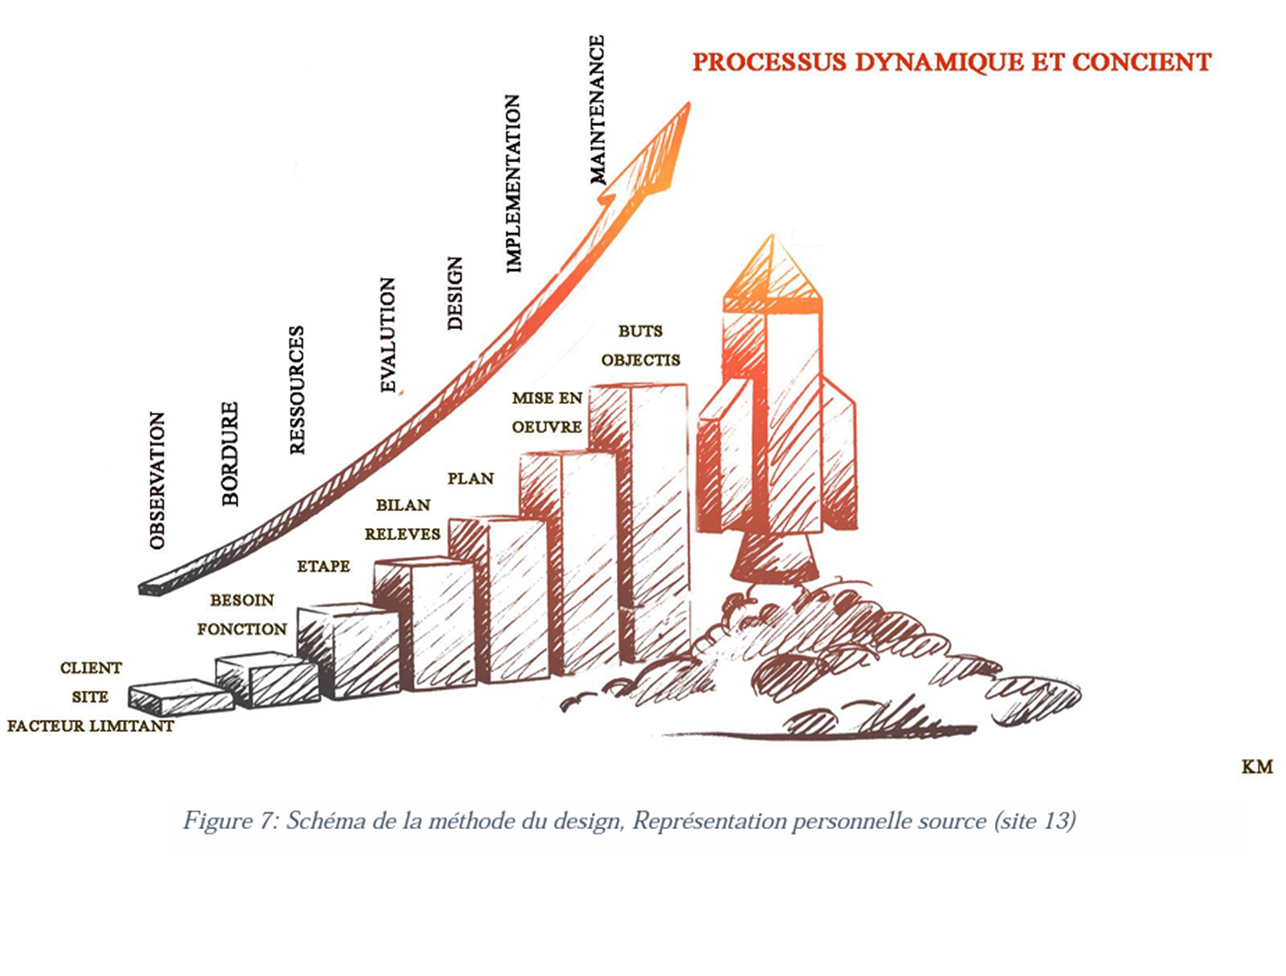 PROCESSUS DYNAMIQUE ET CONCIENT
OBSERVATION
BORDURE
RESSOURCES
EVALUTION
DESIGN
IMPLEMENTATION
MAINTENANCE
CLIENT
SITE
FACTEUR LIMITANT
BESOIN
FONCTION
ETAPE
BILAN
RELEVES
PLAN
MISE EN
OEUVRE
BUTS
OBJECTIS
KM
Figure 7: Schéma de la méthode du design, Représentation personnelle source (site 13)